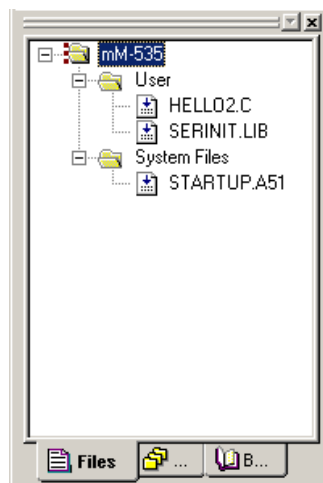 mM-535
User
HELLO2.C
SERINIT.LIB
System Files
STARTUP.A51
Files ... B...